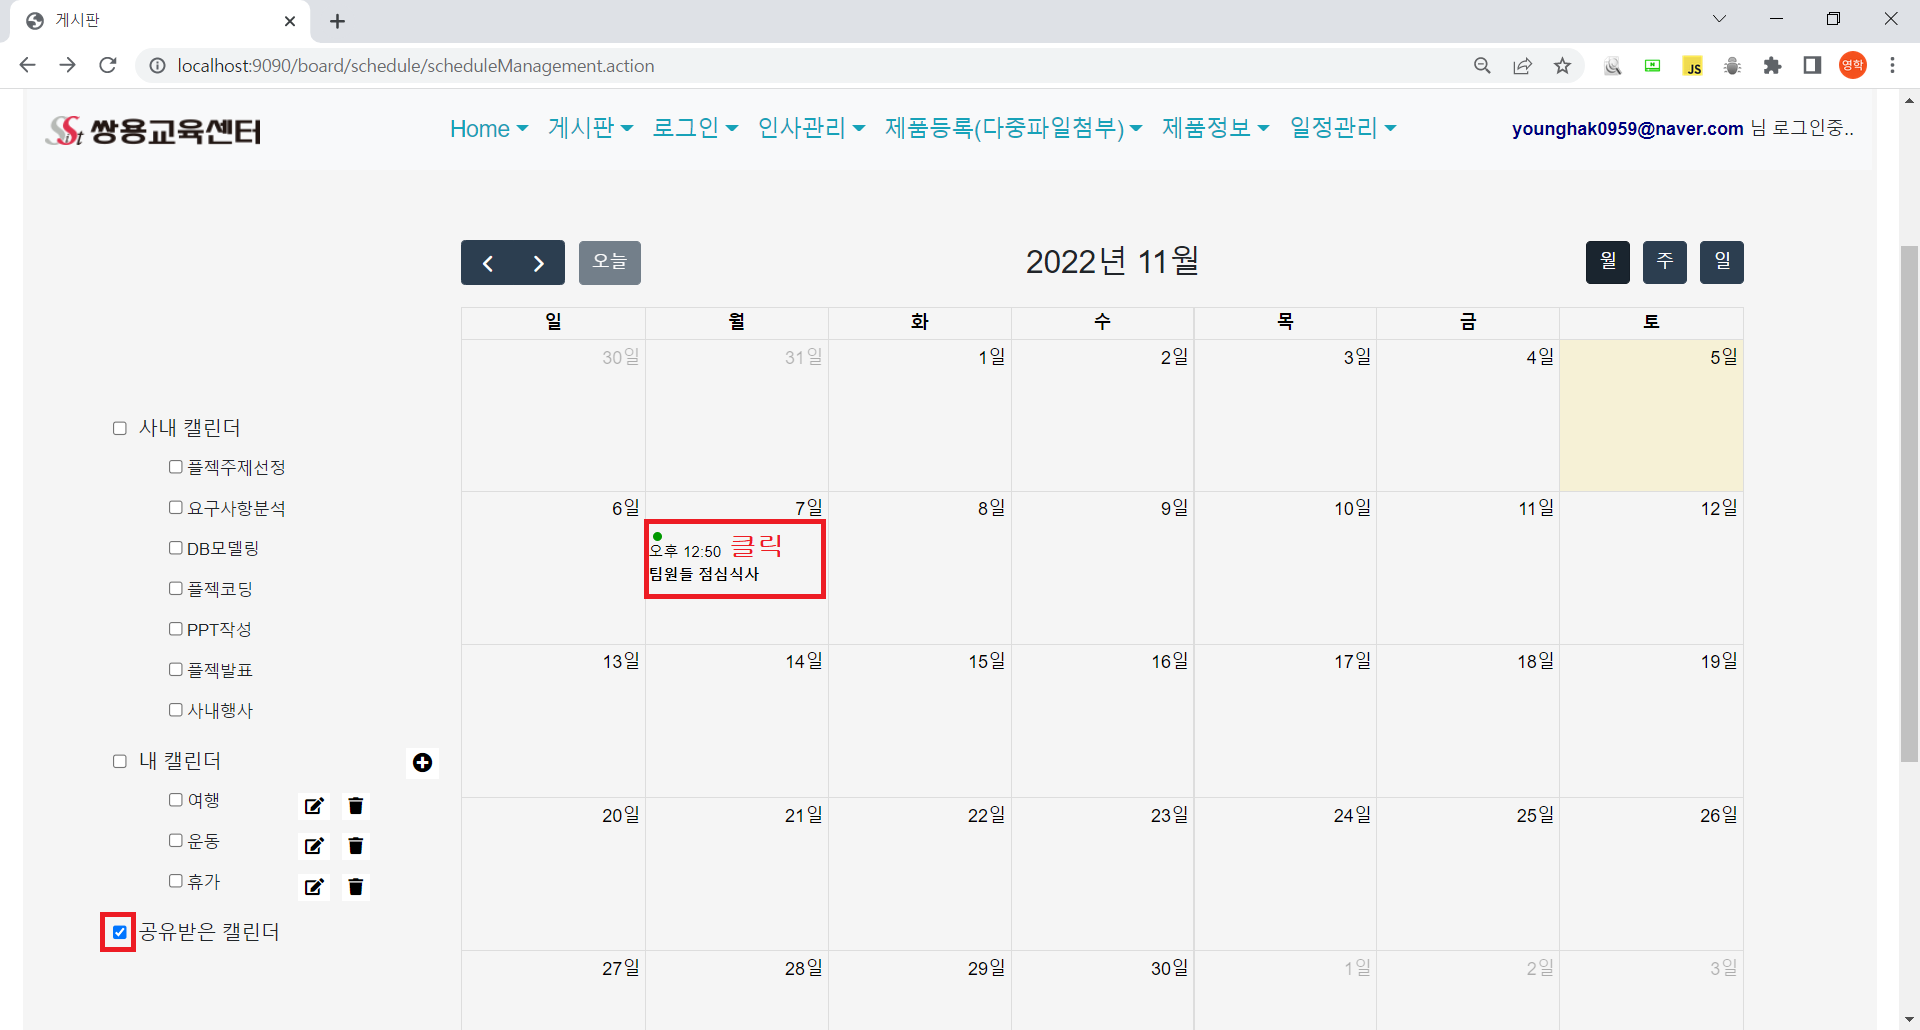 게시판
localhost:9090/board/schedule/scheduleManagement.action
JS
영학
Sist 쌍용교육센터
Home 게시판 로그인 인사관리 제품등록(다중파일첨부) 제품정보 일정관리
younghak0959@naver.com 님 로그인중..
오늘
2022년 11월
월 주 일
일 월 화 수 목 금 토
30일 31일 1일 2일 3일 4일 5일
6일 7일 8일 9일 10일 11일 12일
오후 12:50 클릭
팀원들 점심식사
13일 14일 15일 16일 17일 18일 19일
20일 21일 22일 23일 24일 25일 26일
27일 28일 29일 30일 1일 2일 3일
사내 캘린더
플젝주제선정
요구사항분석
DB모델링
플젝코딩
PPT작성
플젝발표
사내행사
내 캘린더
여행
운동
휴가
공유받은 캘린더